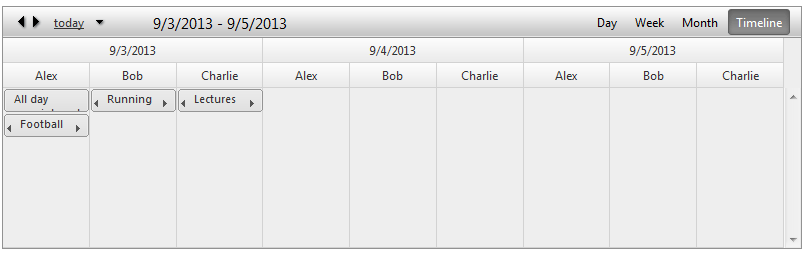 today 9/3/2013 - 9/5/2013 Day Week Month Timeline
9/3/2013 9/4/2013 9/5/2013
Alex Bob Charlie Alex Bob Charlie Alex Bob Charlie
All day Running Lectures
Football